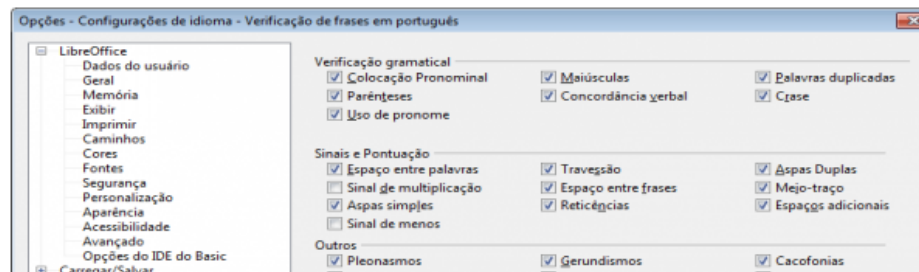 Opções - Configurações de idioma - Verificação de frases em português
LibreOffice
Dados do usuário
Geral
Memória
Exibir
Imprimir
Caminhos
Cores
Fontes
Segurança
Personalização
Aparência
Acessibilidade
Avançado
Opções do IDE do Basic
Carregar/Salvar
Verificação gramatical
Colocação Pronominal Maiúsculas Palavras duplicadas
Parênteses Concordância verbal Crase
Uso de pronome
Sinais e Pontuação
Espaço entre palavras Travessão Aspas Duplas
Sinal de multiplicação Espaço entre frases Meio-traço
Aspas simples Reticências Espaços adicionais
Sinal de menos
Outros
Pleonasmos Gerundismos Cacofonias